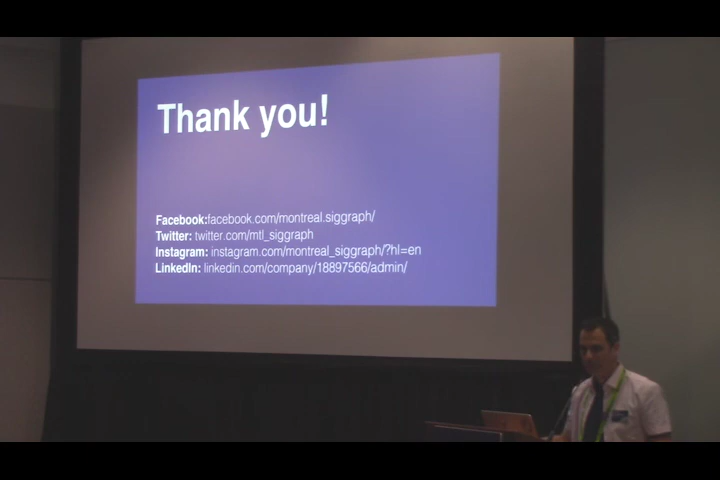 Thank you!
Facebook:facebook.com/montreal.siggraph/
Twitter: twitter.com/mtl_siggraph
Instagram: instagram.com/montreal_siggraph/?hl=en
LinkedIn: linkedin.com/company/18897566/admin/